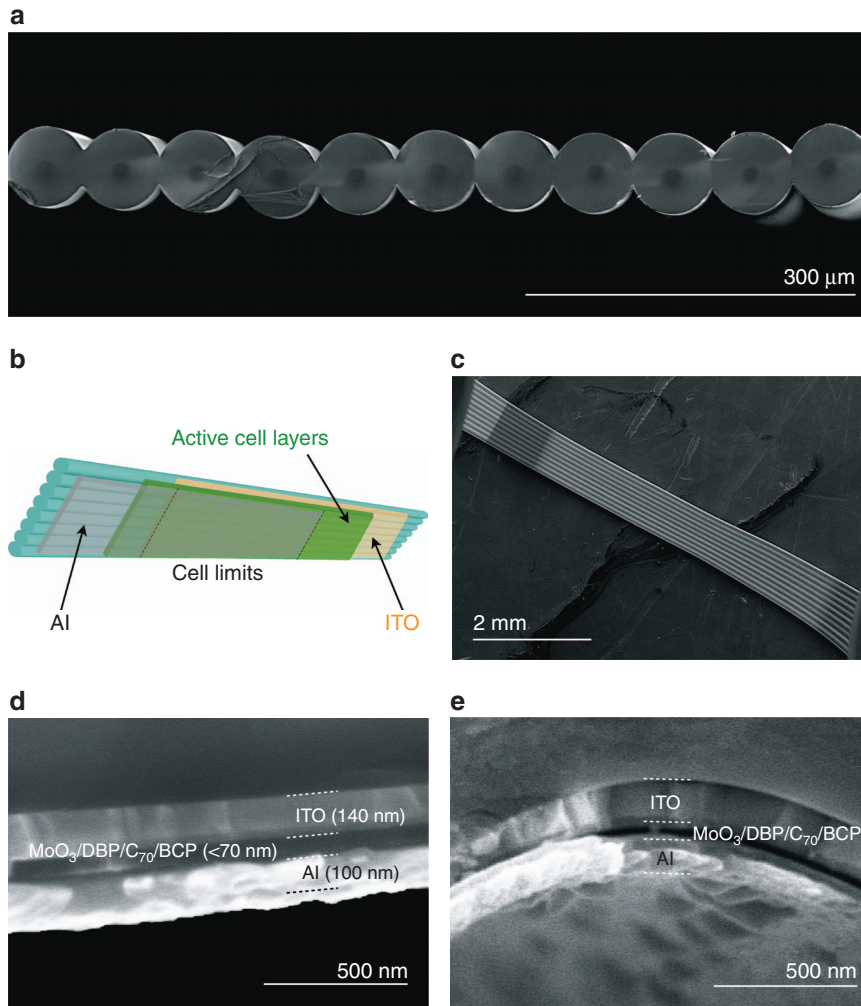 a
300 μm
b
c
Active cell layers
Cell limits
Al
ITO
2 mm
d
e
ITO (140 nm)
MoO₃/DBP/C₇₀/BCP (<70 nm)
Al (100 nm)
500 nm
ITO
MoO₃/DBP/C₇₀/BCP
Al
500 nm